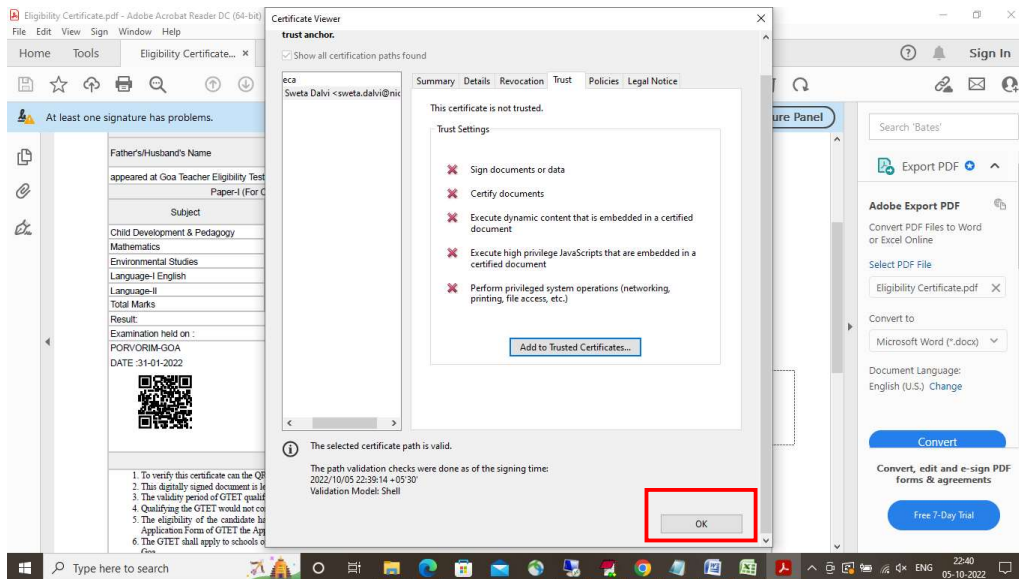 Eligibility Certificate.pdf - Adobe Acrobat Reader DC (64-bit)
File Edit View Sign Window Help
Home Tools Eligibility Certificate... × Sign In
At least one signature has problems.
ure Panel
Father's/Husband's Name
appeared at Goa Teacher Eligibility Test
Paper-I (For C
Subject
Child Development & Pedagogy
Mathematics
Environmental Studies
Language-I English
Language-II
Total Marks
Result:
Examination held on :
PORVORIM-GOA
DATE :31-01-2022
1. To verify this certificate can the QR
2. This digitally signed document is le
3. The validity period of GTET qualif
4. Qualifying the GTET would not co
5. The eligibility of the candidate ha
Application Form of GTET the App
6. The GTET shall apply to schools o
Goa
Certificate Viewer
trust anchor.
Show all certification paths found
eca
Sweta Dalvi <sweta.dalvi@nic
Summary Details Revocation Trust Policies Legal Notice
This certificate is not trusted.
Trust Settings
Sign documents or data
Certify documents
Execute dynamic content that is embedded in a certified
document
Execute high privilege JavaScripts that are embedded in a
certified document
Perform privileged system operations (networking,
printing, file access, etc.)
Add to Trusted Certificates...
The selected certificate path is valid.
The path validation checks were done as of the signing time:
2022/10/05 22:39:14 +05'30'
Validation Model: Shell
OK
Search 'Bates'
Export PDF
Adobe Export PDF
Convert PDF Files to Word
or Excel Online
Select PDF File
Eligibility Certificate.pdf
Convert to
Microsoft Word (*.docx)
Document Language:
English (U.S.) Change
Convert
Convert, edit and e-sign PDF
forms & agreements
Free 7-Day Trial
Type here to search
ENG
22:40
05-10-2022